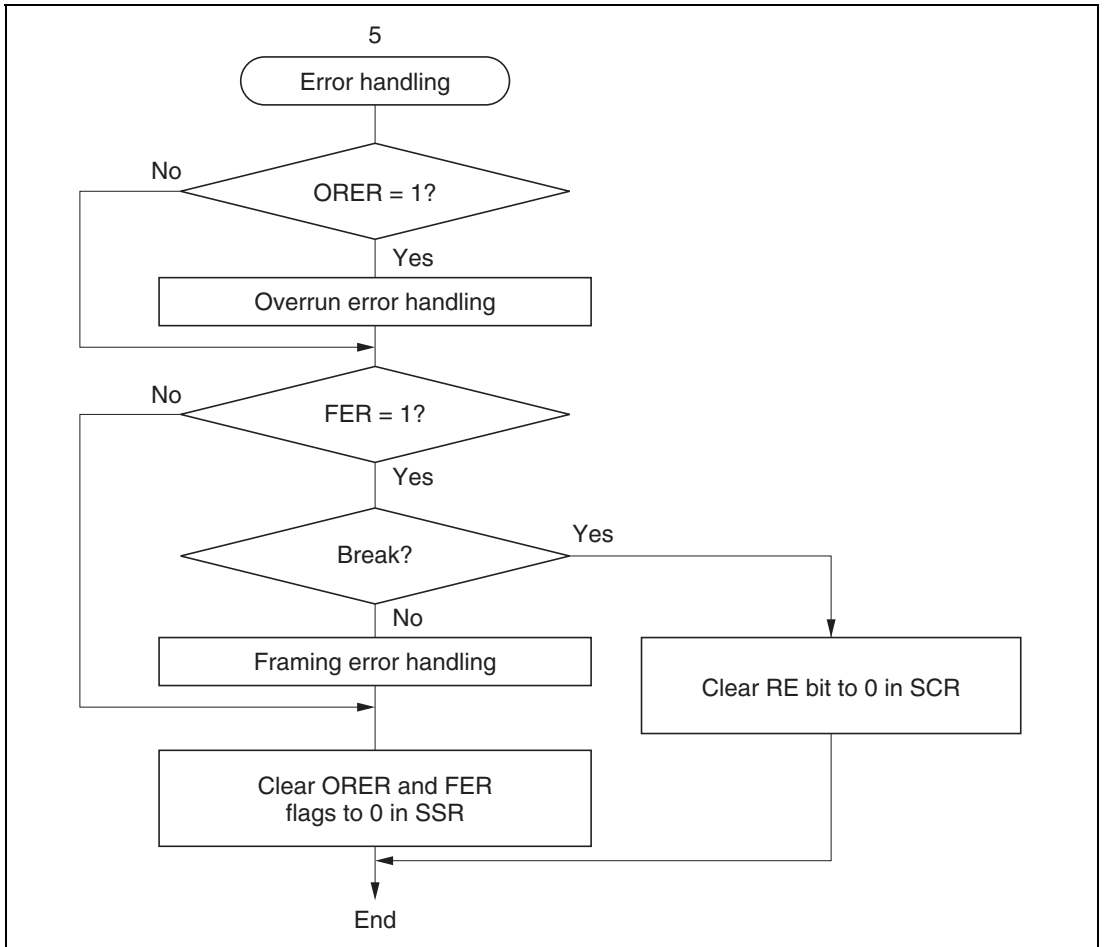 5
Error handling
No
ORER = 1?
Yes
Overrun error handling
No
FER = 1?
Yes
Break?
Yes
No
Framing error handling
Clear RE bit to 0 in SCR
Clear ORER and FER
flags to 0 in SSR
End